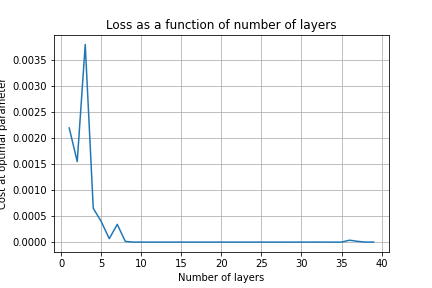 Loss as a function of number of layers
Cost at optimal parameter
0.0035
0.0030
0.0025
0.0020
0.0015
0.0010
0.0005
0.0000
0 5 10 15 20 25 30 35 40
Number of layers